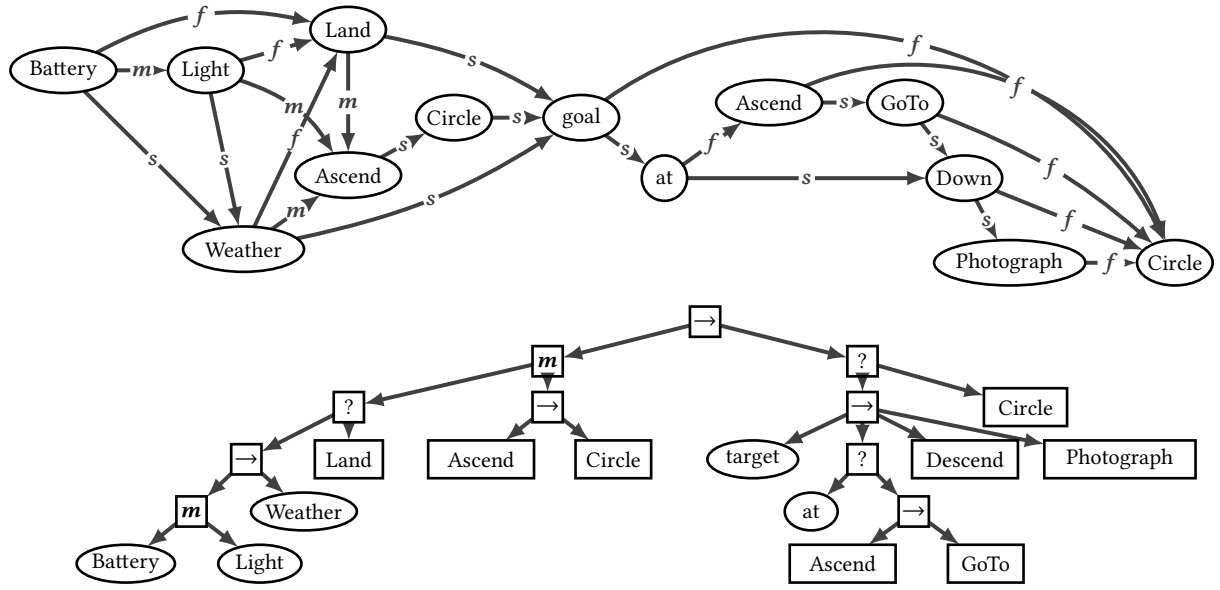 f
Land
s
f
Battery
m
Light
f
m
m
Circle
s
goal
f
Ascend
s
GoTo
f
s
s
f
s
Ascend
s
f
at
f
s
Down
s
f
f
m
s
Weather
s
Photograph
f
Circle
→
m
?
?
→
→
Circle
→
Land
Ascend
Circle
target
?
Descend
Photograph
m
Weather
at
→
Battery
Light
Ascend
GoTo